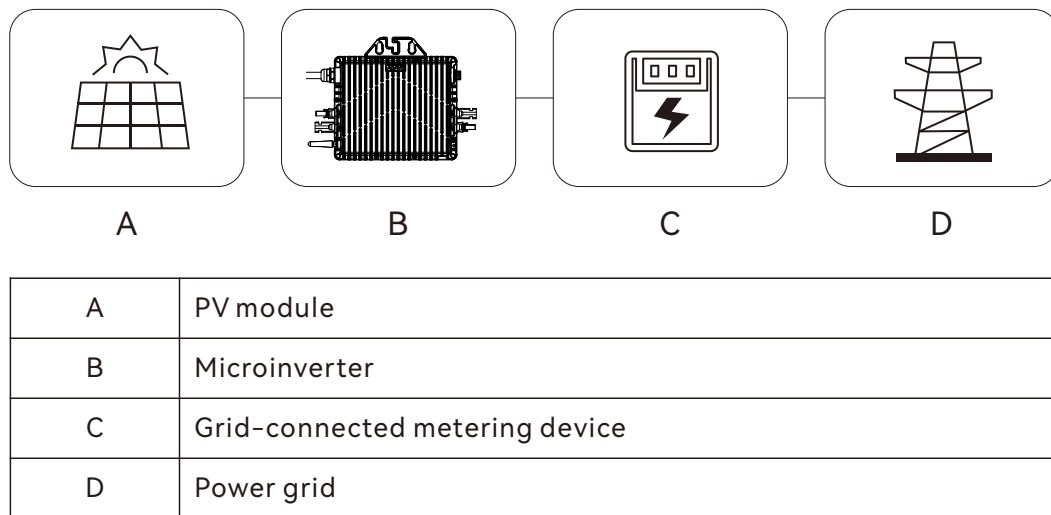 A B C D
A PV module
B Microinverter
C Grid-connected metering device
D Power grid